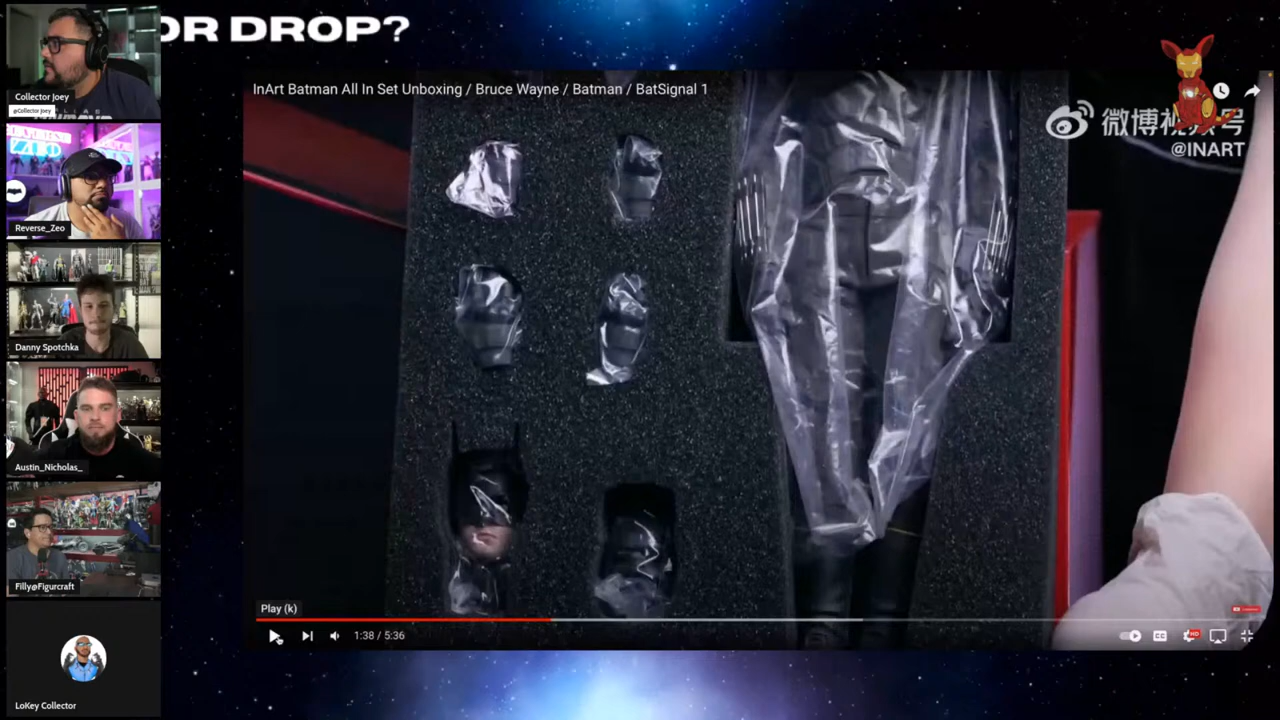 OR DROP?
Collector Joey
@Collector Joey
Reverse_Zeo
Danny Spotchka
Austin_Nicholas_
Filly@Figurcraft
LoKey Collector
InArt Batman All In Set Unboxing / Bruce Wayne / Batman / BatSignal 1
微博视频号
@INART
Play (k)
1:38 / 5:36
CC
HD